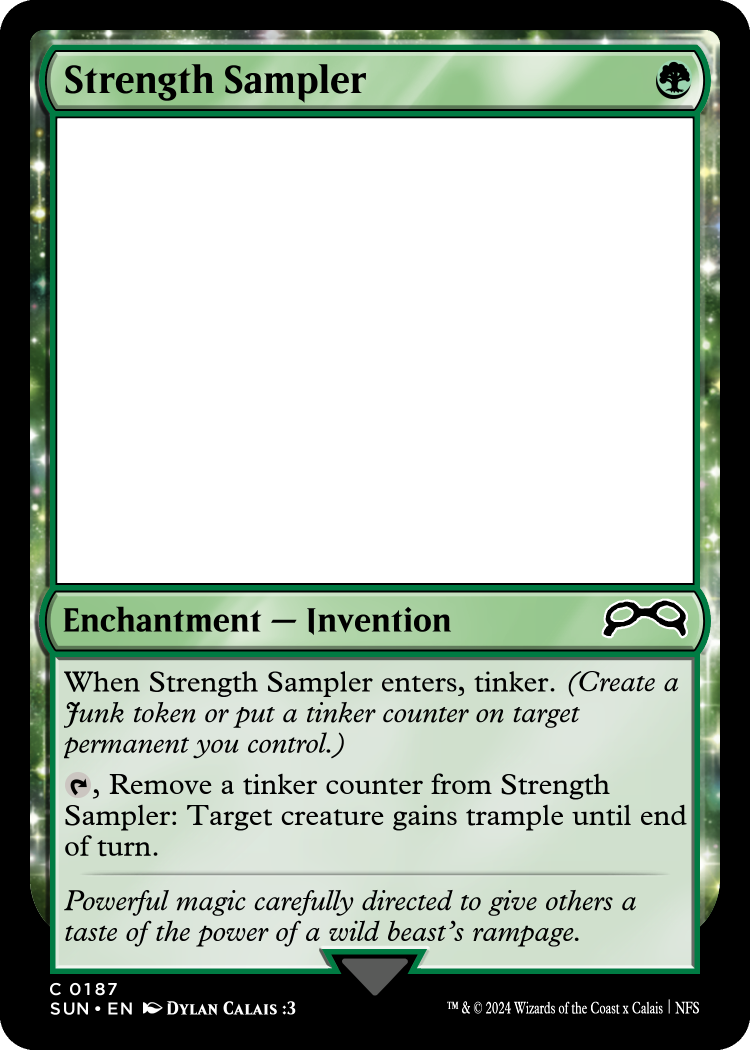 Strength Sampler
Enchantment — Invention
When Strength Sampler enters, tinker. (Create a
Junk token or put a tinker counter on target
permanent you control.)
, Remove a tinker counter from Strength
Sampler: Target creature gains trample until end
of turn.
Powerful magic carefully directed to give others a
taste of the power of a wild beast's rampage.
C 0187
SUN • EN DYLAN CALAIS :3
™ & © 2024 Wizards of the Coast x Calais | NFS